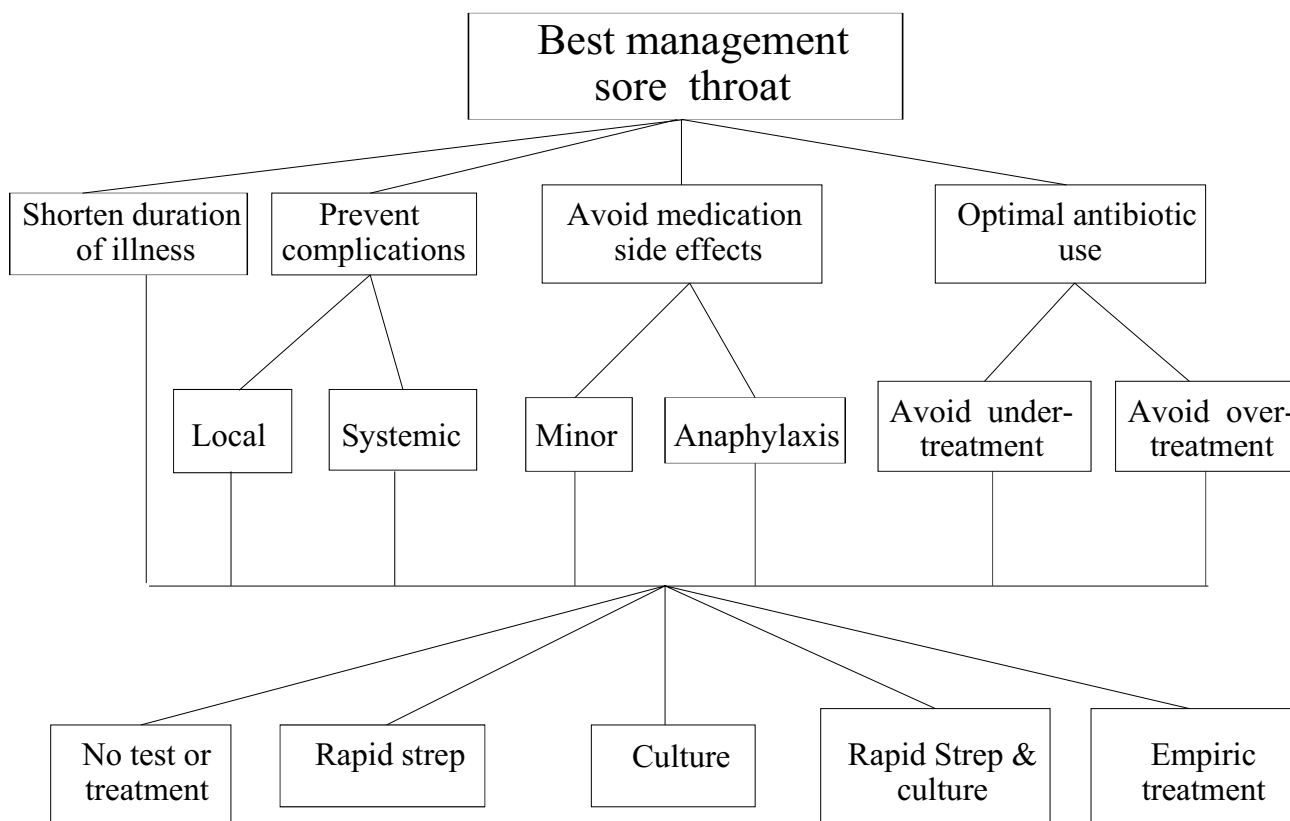 Best management
sore throat
Shorten duration
of illness
Prevent
complications
Avoid medication
side effects
Optimal antibiotic
use
Local
Systemic
Minor
Anaphylaxis
Avoid under-
treatment
Avoid over-
treatment
No test or
treatment
Rapid strep
Culture
Rapid Strep &
culture
Empiric
treatment